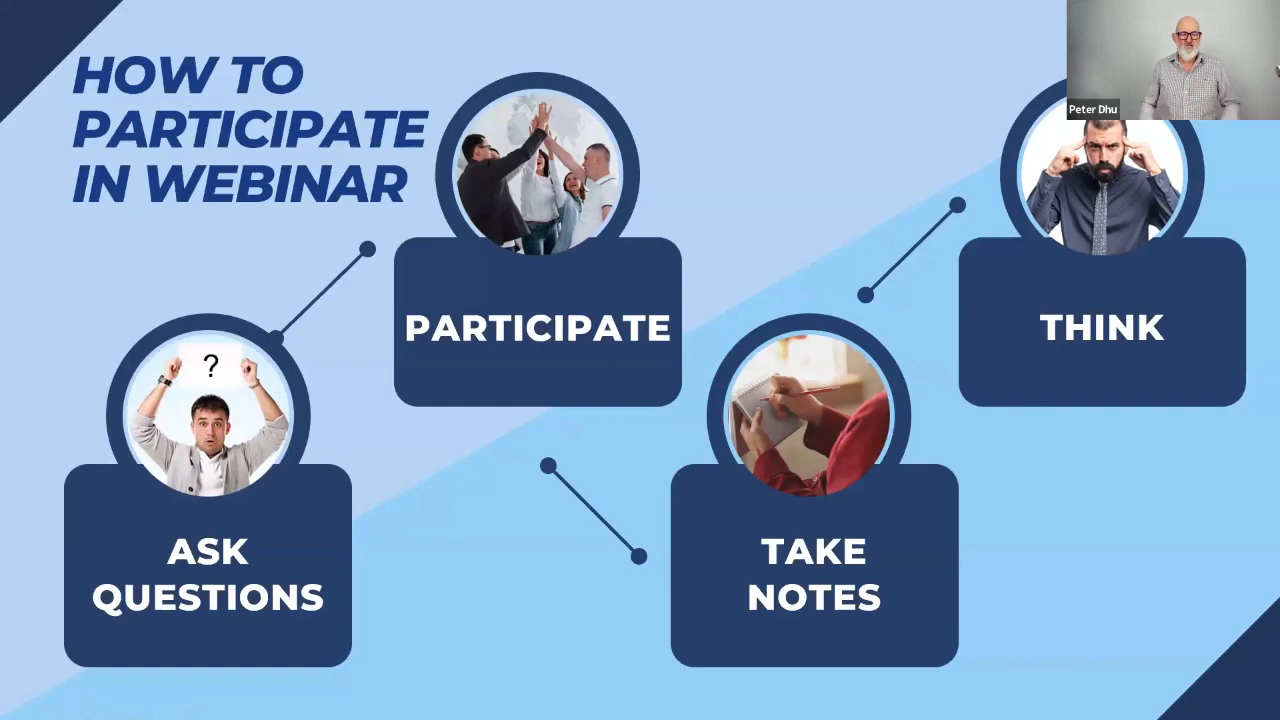 HOW TO
PARTICIPATE
IN WEBINAR
Peter Dhu
?
ASK
QUESTIONS
PARTICIPATE
TAKE
NOTES
THINK